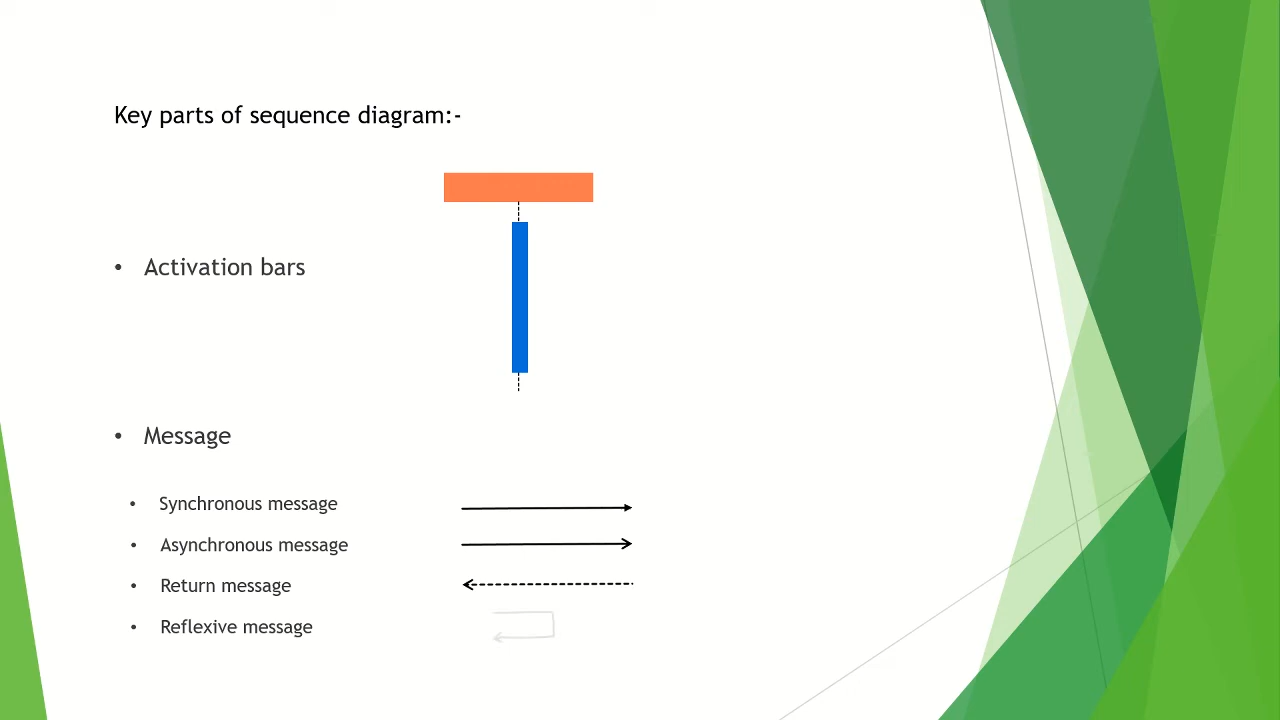 Key parts of sequence diagram:-
• Activation bars
• Message
• Synchronous message
• Asynchronous message
• Return message
• Reflexive message